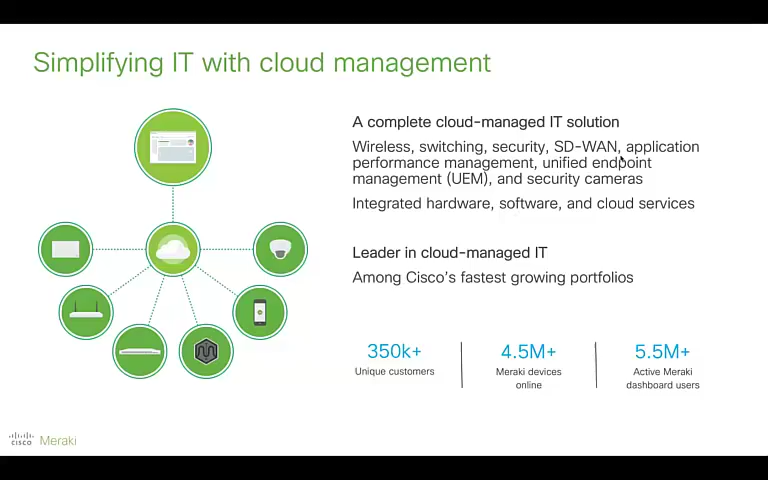 Simplifying IT with cloud management
A complete cloud-managed IT solution
Wireless, switching, security, SD-WAN, application
performance management, unified endpoint
management (UEM), and security cameras
Integrated hardware, software, and cloud services
Leader in cloud-managed IT
Among Cisco's fastest growing portfolios
350k+
Unique customers
4.5M+
Meraki devices
online
5.5M+
Active Meraki
dashboard users
CISCO Meraki